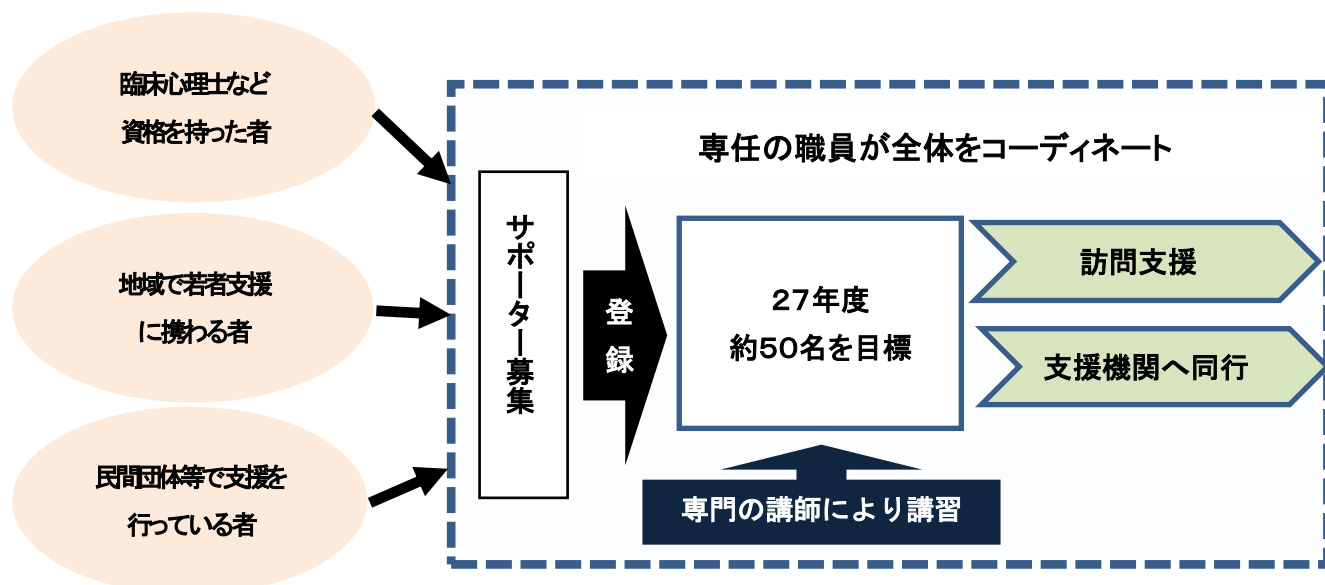 臨床心理士など
資格を持った者
地域で若者支援
に携わる者
民間団体等で支援を
行っている者
専任の職員が全体をコーディネート
サポーター募集
登録
27年度
約50名を目標
訪問支援
支援機関へ同行
専門の講師により講習